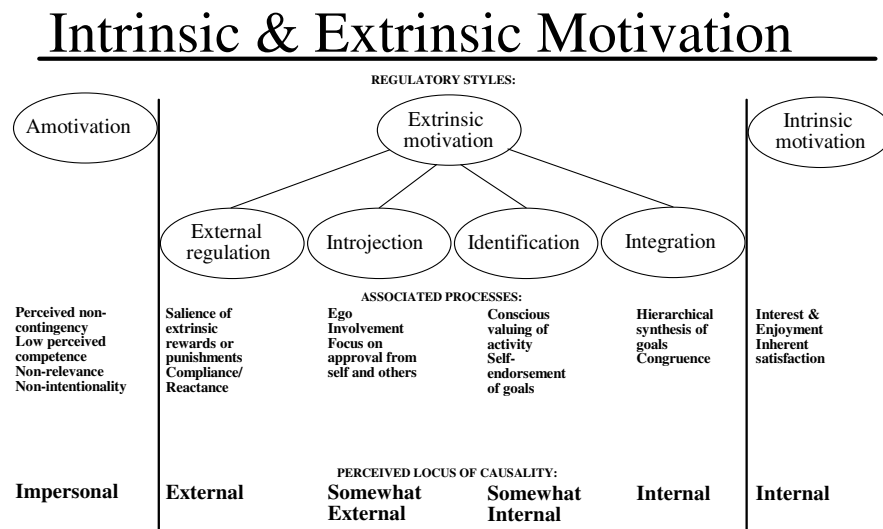 Intrinsic & Extrinsic Motivation
REGULATORY STYLES:
Amotivation
Extrinsic
motivation
Intrinsic
motivation
External
regulation
Introjection
Identification
Integration
ASSOCIATED PROCESSES:
Perceived non-
contingency
Low perceived
competence
Non-relevance
Non-intentionality
Salience of
extrinsic
rewards or
punishments
Compliance/
Reactance
Ego
Involvement
Focus on
approval from
self and others
Conscious
valuing of
activity
Self-
endorsement
of goals
Hierarchical
synthesis of
goals
Congruence
Interest &
Enjoyment
Inherent
satisfaction
PERCEIVED LOCUS OF CAUSALITY:
Impersonal
External
Somewhat
External
Somewhat
Internal
Internal
Internal